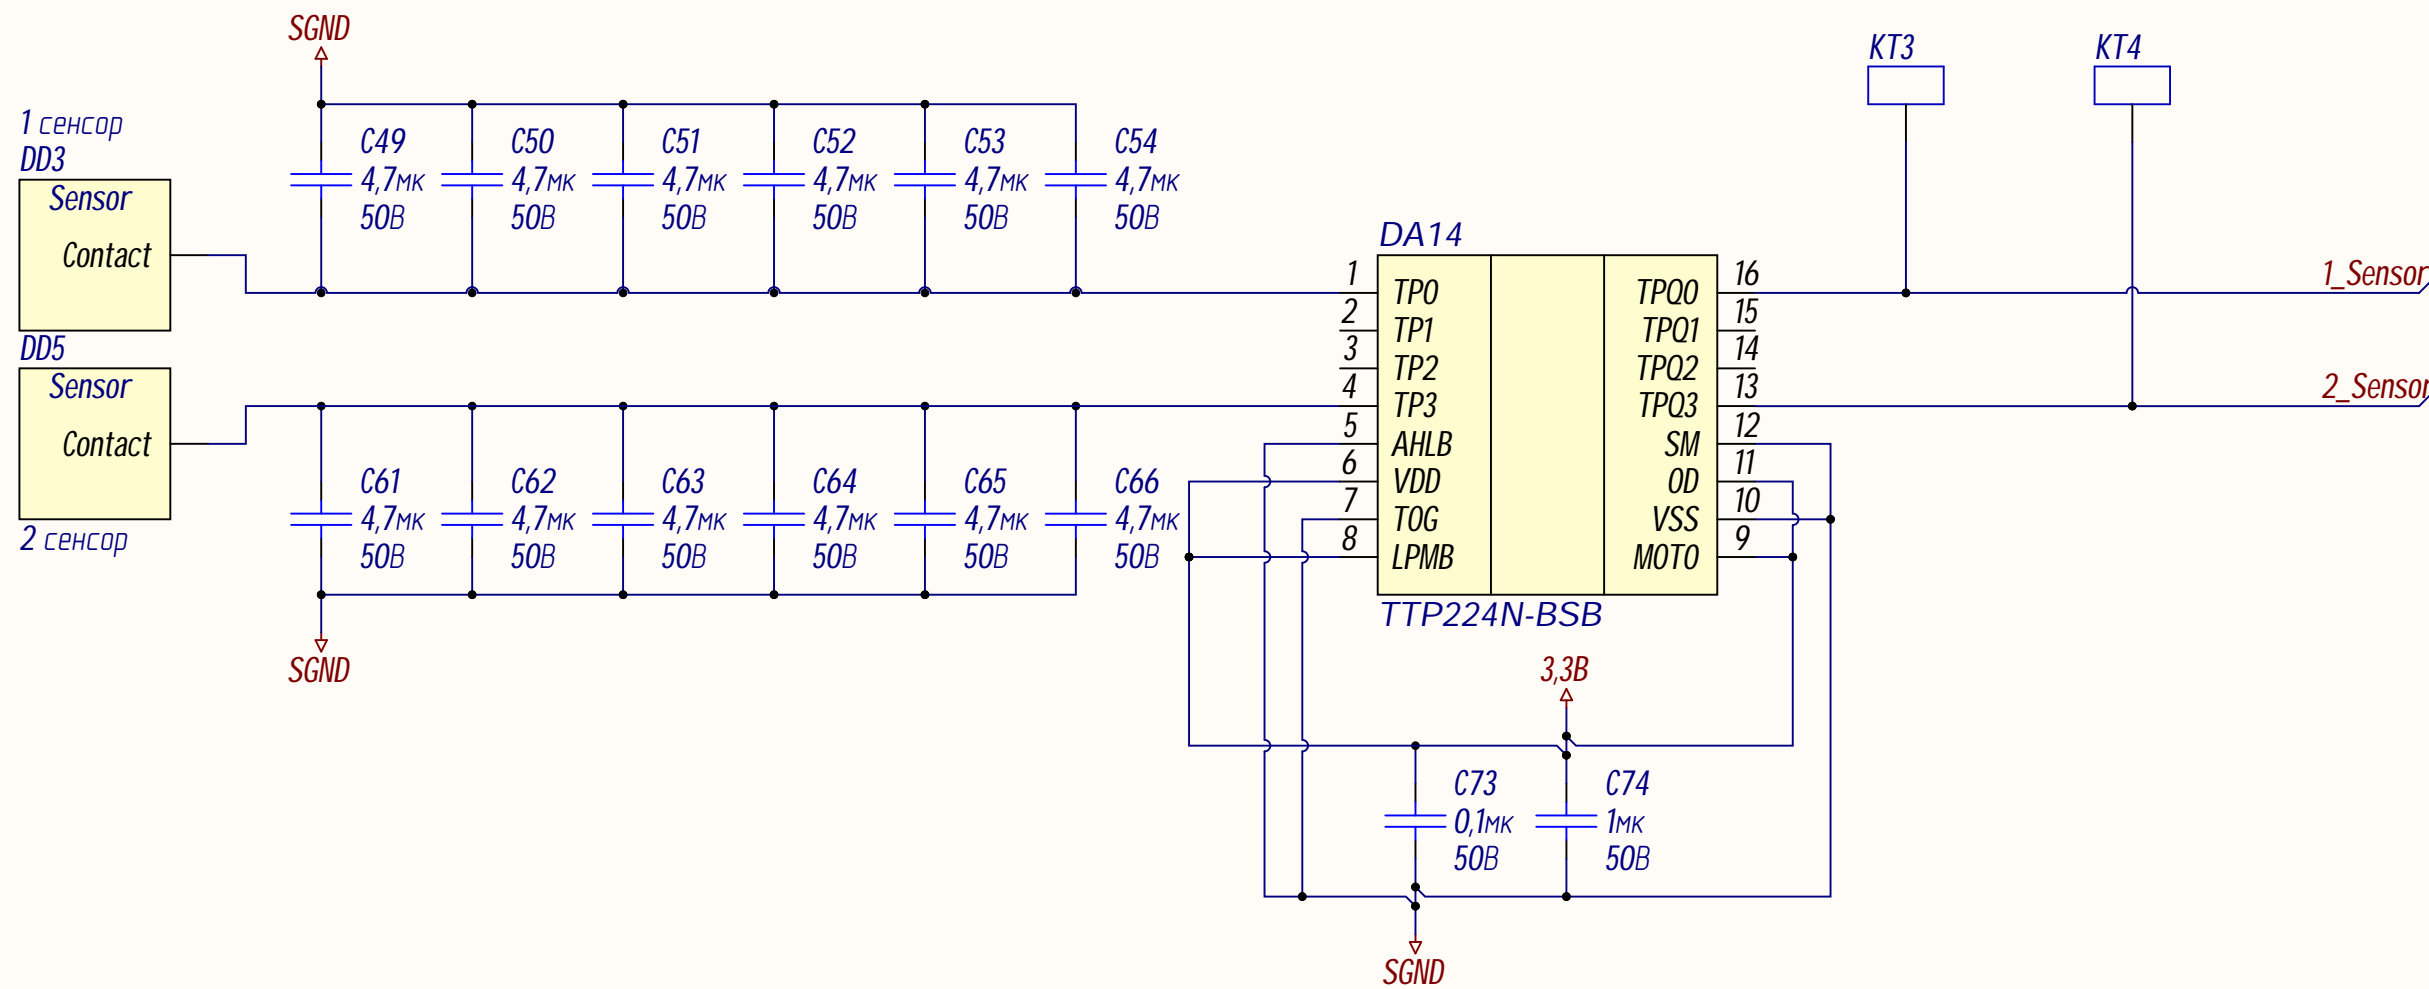 SGND
KT3
KT4
1 сенсор
DD3
Sensor
Contact
C49
4,7мк
50В
C50
4,7мк
50В
C51
4,7мк
50В
C52
4,7мк
50В
C53
4,7мк
50В
C54
4,7мк
50В
DA14
1 TP0
2 TP1
3 TP2
4 TP3
5 AHLB
6 VDD
7 TOG
8 LPMB
TPQ0 16
TPQ1 15
TPQ2 14
TPQ3 13
SM 12
OD 11
VSS 10
MOTO 9
TTP224N-BSB
1_Sensor
2_Sensor
DD5
Sensor
Contact
2 сенсор
C61
4,7мк
50В
C62
4,7мк
50В
C63
4,7мк
50В
C64
4,7мк
50В
C65
4,7мк
50В
C66
4,7мк
50В
SGND
3,3В
C73
0,1мк
50В
C74
1мк
50В
SGND